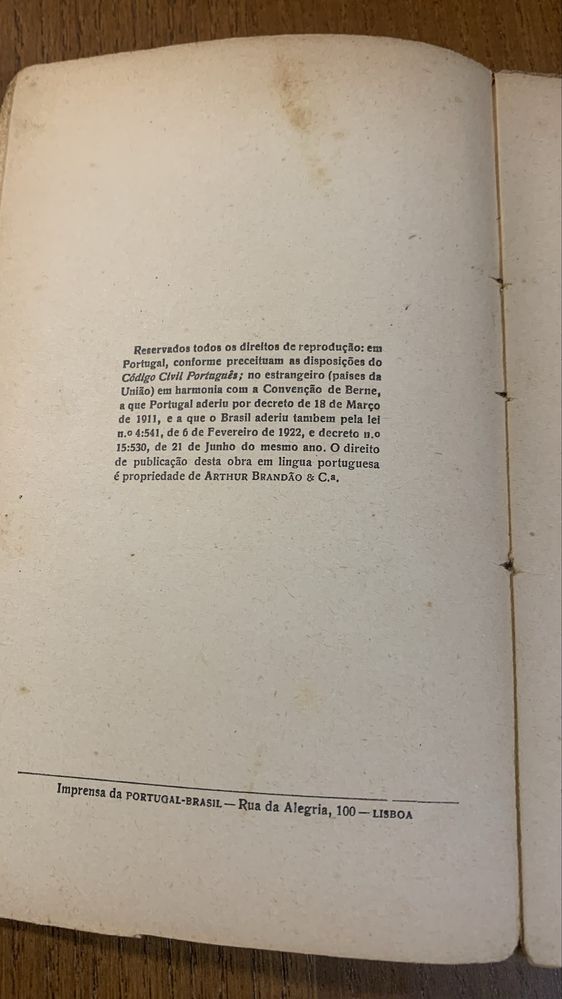 Reservados todos os direitos de reprodução: em
Portugal, conforme preceituam as disposições do
Código Civil Português; no estrangeiro (países da
União) em harmonia com a Convenção de Berne,
a que Portugal aderiu por decreto de 18 de Março
de 1911, e a que o Brasil aderiu tambem pela lei
n.º 4:541, de 6 de Fevereiro de 1922, e decreto n.º
15:530, de 21 de Junho do mesmo ano. O direito
de publicação desta obra em lingua portuguesa
é propriedade de ARTHUR BRANDÃO & C.ª.
Imprensa da PORTUGAL-BRASIL — Rua da Alegria, 100 — LISBOA